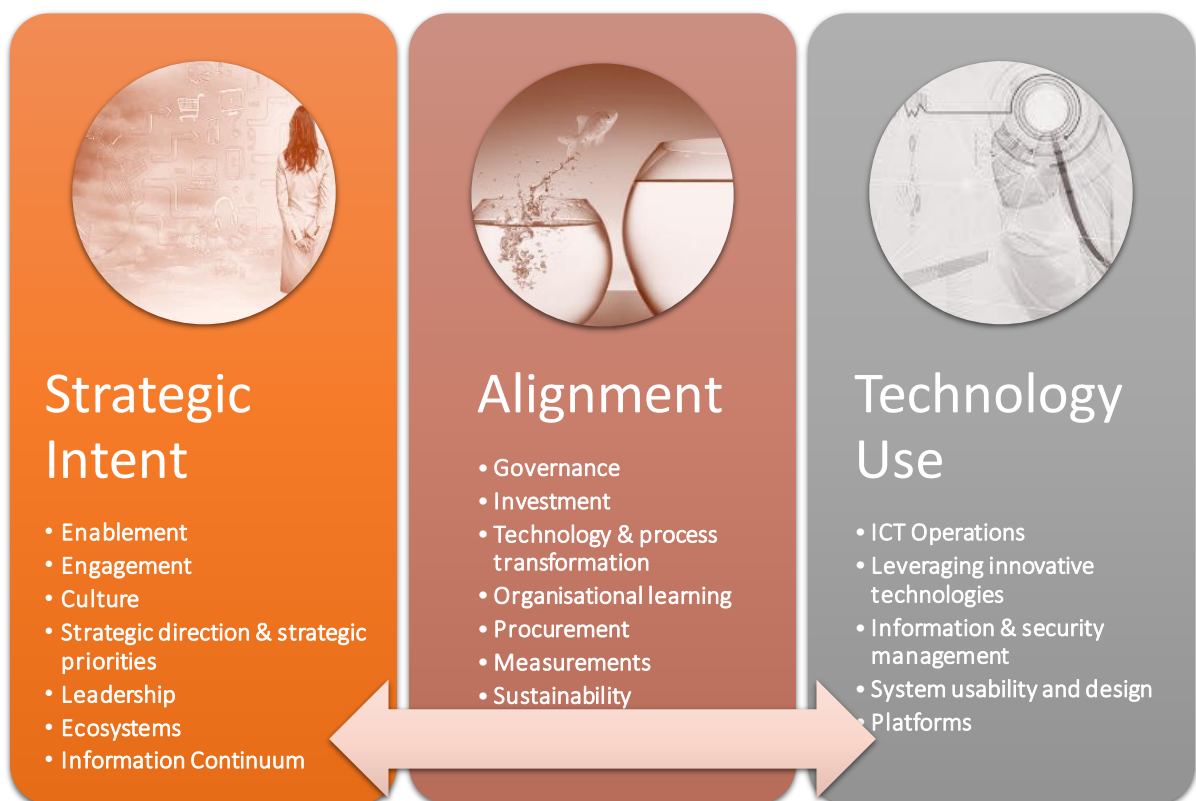 Strategic
Intent
• Enablement
• Engagement
• Culture
• Strategic direction & strategic
priorities
• Leadership
• Ecosystems
• Information Continuum
Alignment
• Governance
• Investment
• Technology & process
transformation
• Organisational learning
• Procurement
• Measurements
• Sustainability
Technology
Use
• ICT Operations
• Leveraging innovative
technologies
• Information & security
management
• System usability and design
• Platforms